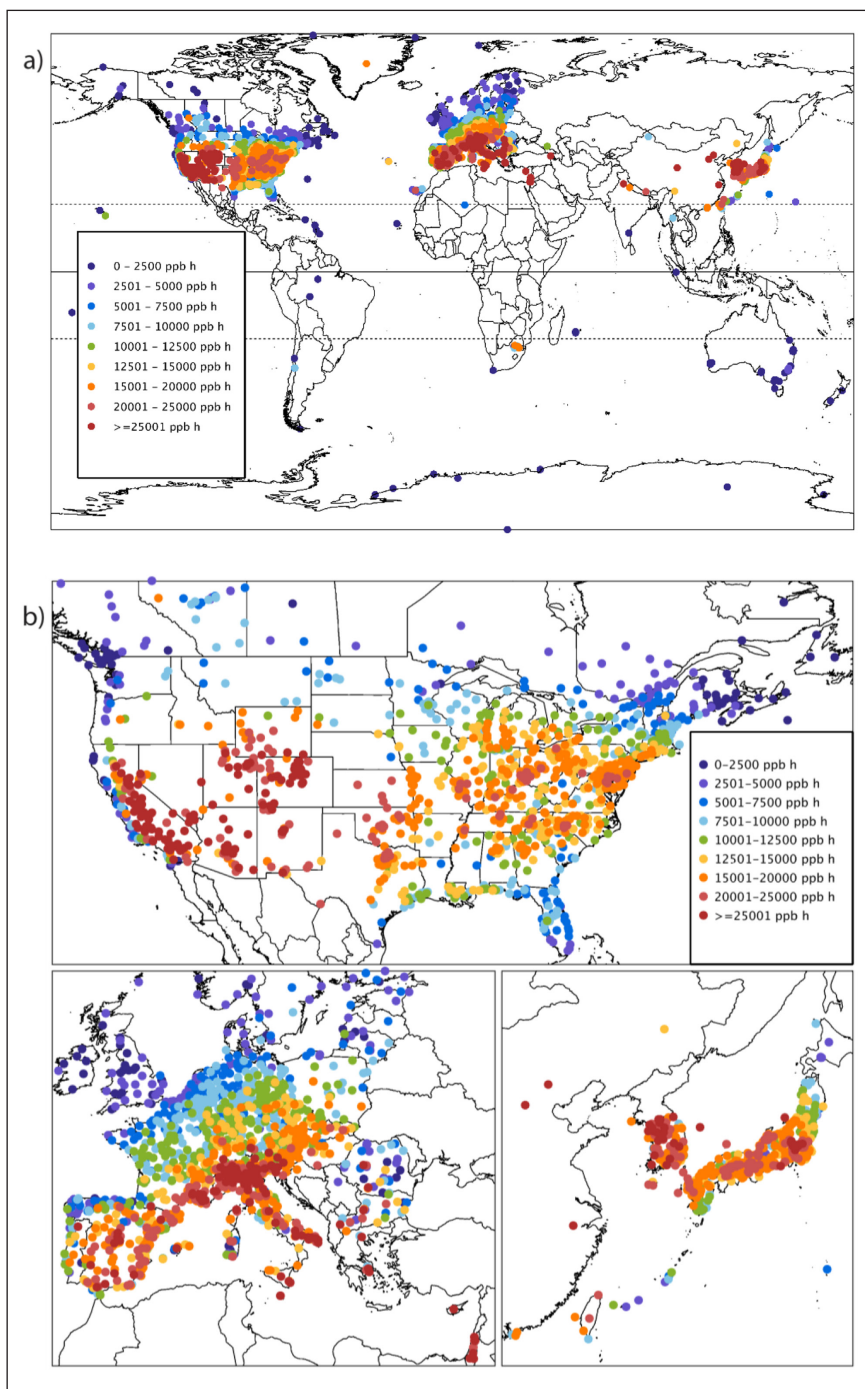 a)
0 – 2500 ppb h
2501 – 5000 ppb h
5001 – 7500 ppb h
7501 – 10000 ppb h
10001 – 12500 ppb h
12501 – 15000 ppb h
15001 – 20000 ppb h
20001 – 25000 ppb h
>=25001 ppb h
b)
0–2500 ppb h
2501–5000 ppb h
5001–7500 ppb h
7501–10000 ppb h
10001–12500 ppb h
12501–15000 ppb h
15001–20000 ppb h
20001–25000 ppb h
>=25001 ppb h